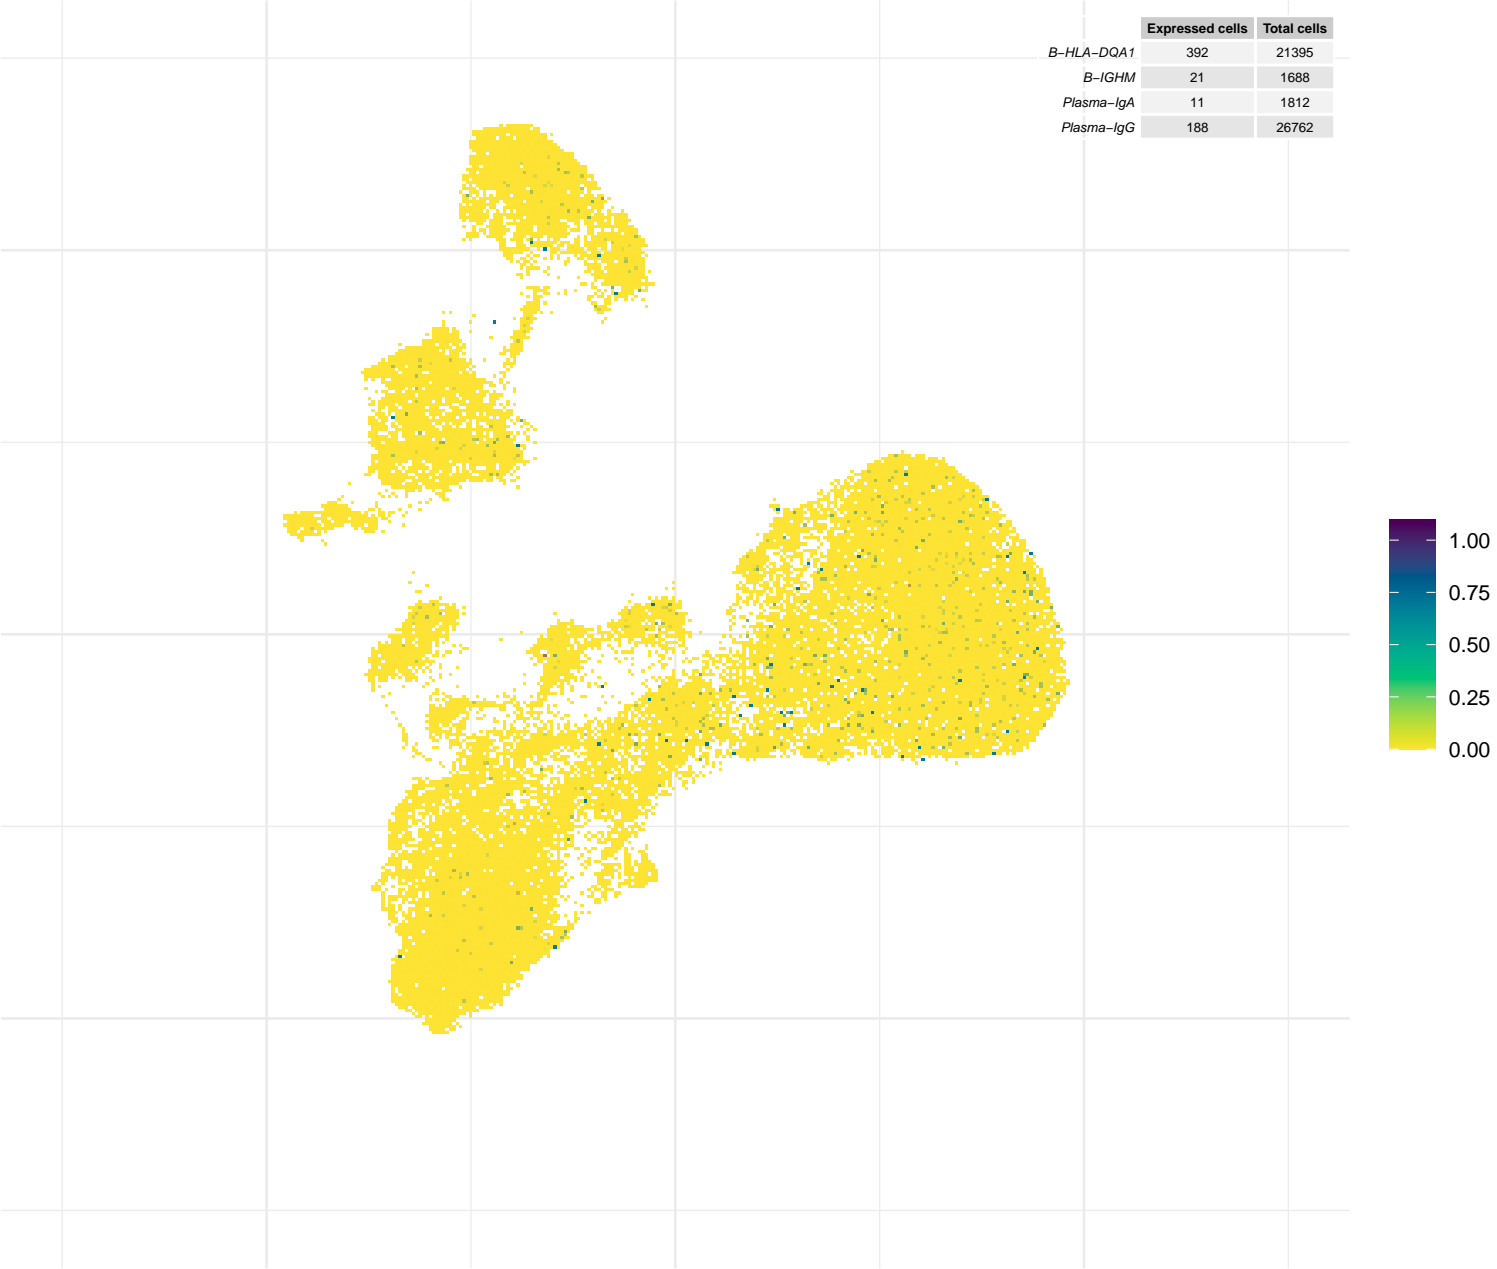 Expressed cells Total cells
B−HLA−DQA1 392 21395
B−IGHM 21 1688
Plasma−IgA 11 1812
Plasma−IgG 188 26762
1.00
0.75
0.50
0.25
0.00